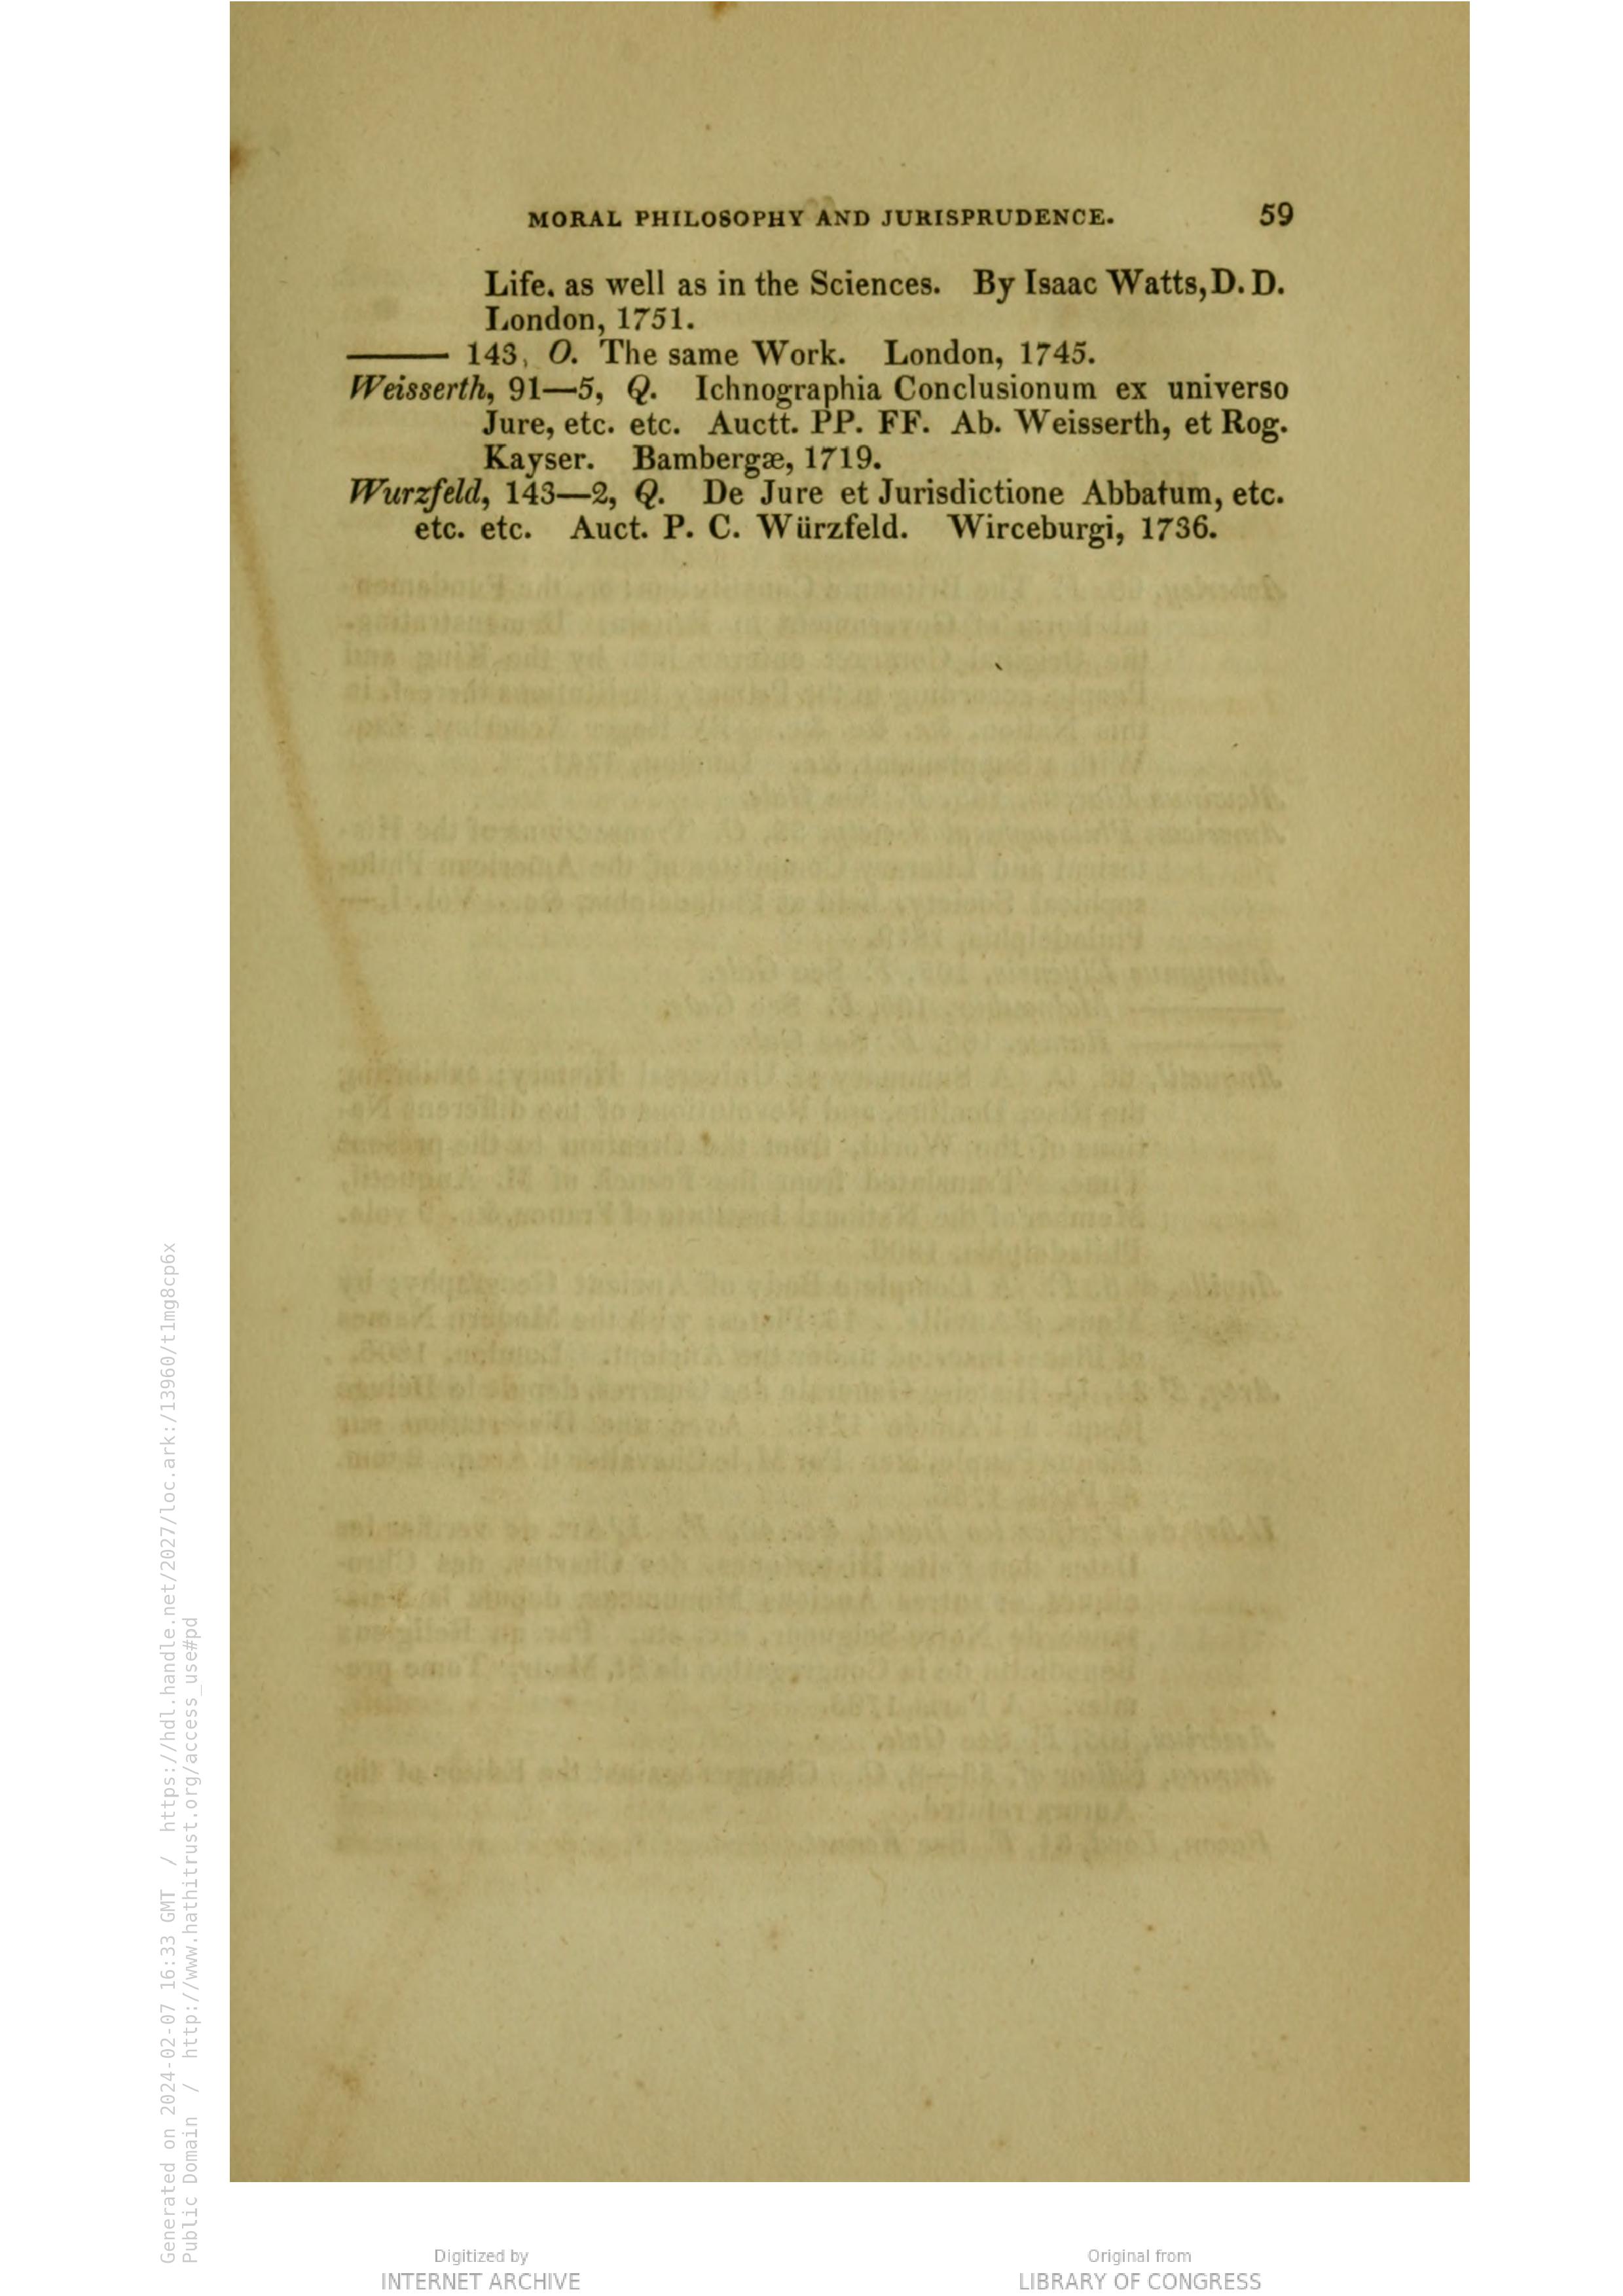 MORAL PHILOSOPHY AND JURISPRUDENCE. 59
Life. as well as in the Sciences. By Isaac Watts, D. D.
London, 1751.
——— 143, O. The same Work. London, 1745.
Weisserth, 91—5, Q. Ichnographia Conclusionum ex universo
Jure, etc. etc. Auctt. PP. FF. Ab. Weisserth, et Rog.
Kayser. Bambergæ, 1719.
Wurzfeld, 143—2, Q. De Jure et Jurisdictione Abbatum, etc.
etc. etc. Auct. P. C. Würzfeld. Wirceburgi, 1736.
Generated on 2024-02-07 16:33 GMT / https://hdl.handle.net/2027/loc.ark:/13960/t1mg8cp6x
Public Domain / http://www.hathitrust.org/access_use#pd
Digitized by
INTERNET ARCHIVE
Original from
LIBRARY OF CONGRESS